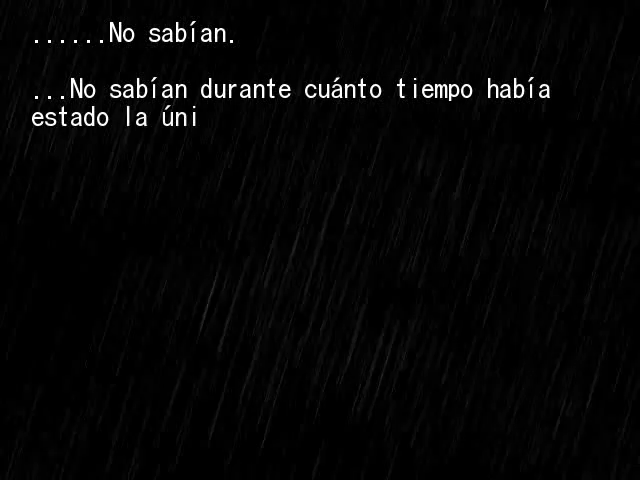 ......No sabían.
...No sabían durante cuánto tiempo había
estado la úni